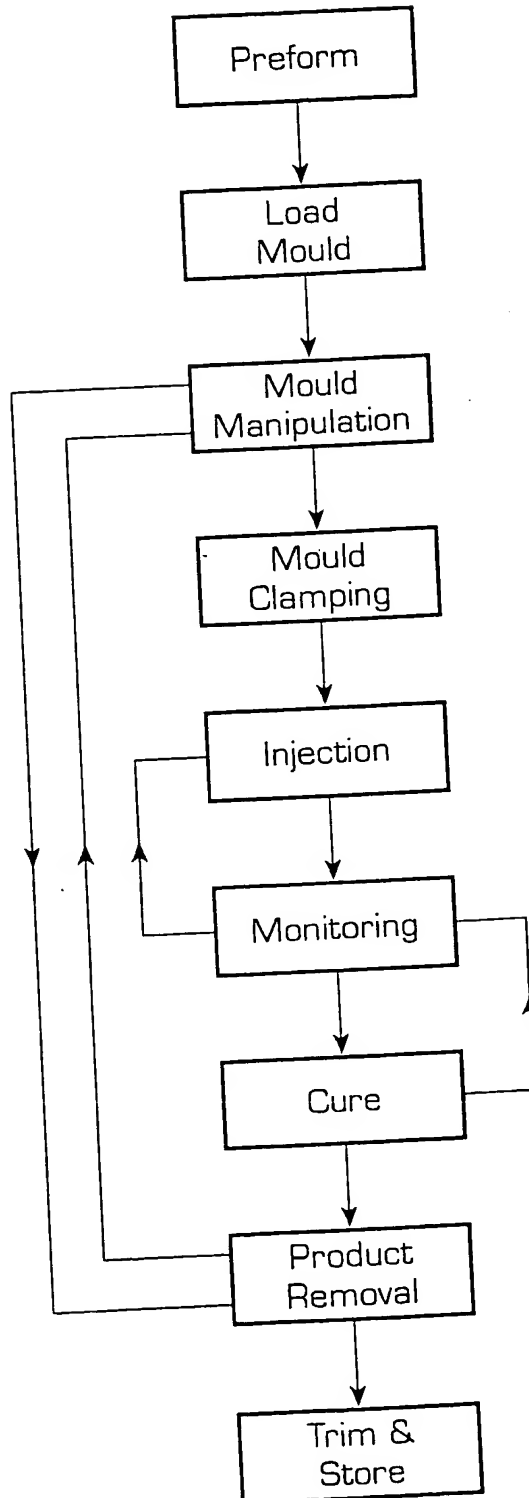 Preform
Load
Mould
Mould
Manipulation
Mould
Clamping
Injection
Monitoring
Cure
Product
Removal
Trim &
Store